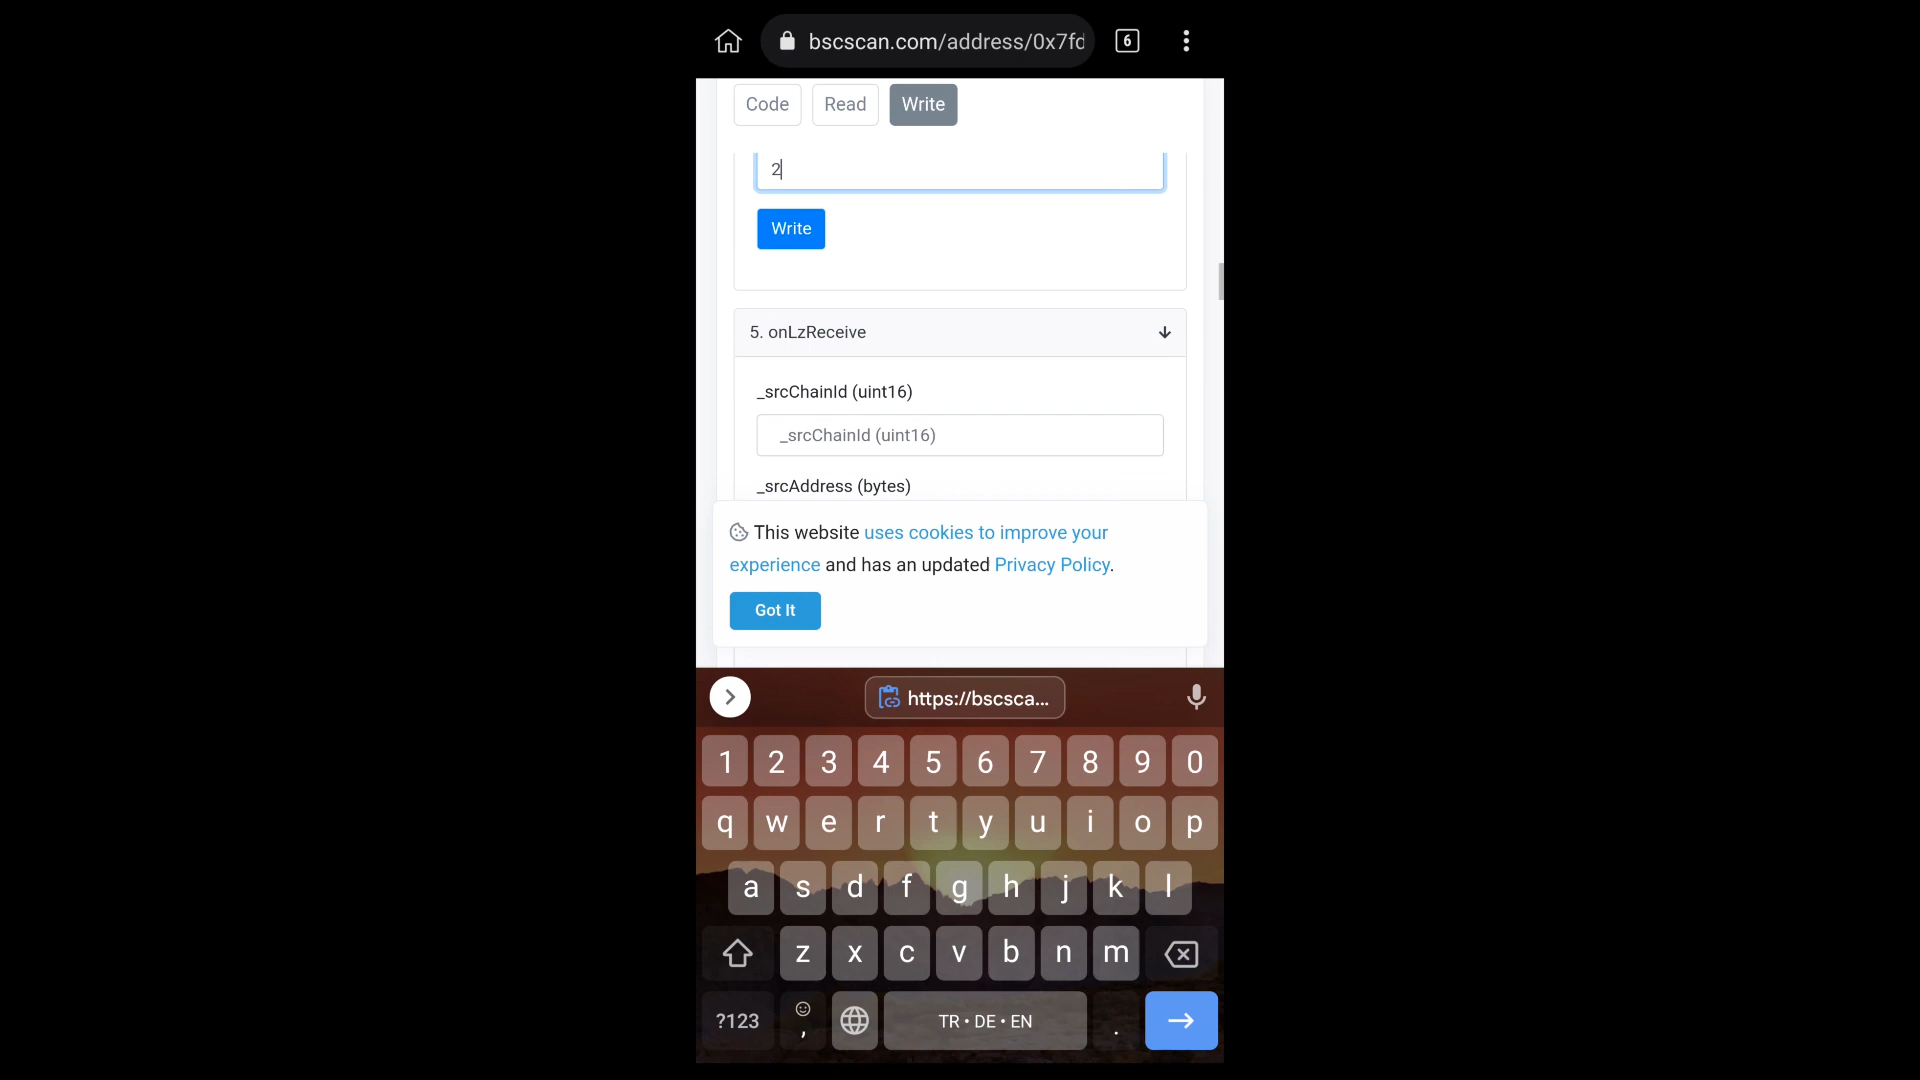 bscscan.com/address/0x7fd
6
Code Read Write
2
Write
5. onLzReceive
_srcChainId (uint16)
_srcChainId (uint16)
_srcAddress (bytes)
This website uses cookies to improve your
experience and has an updated Privacy Policy.
Got It
https://bscsca...
1 2 3 4 5 6 7 8 9 0
q w e r t y u i o p
a s d f g h j k l
z x c v b n m
?123 , TR • DE • EN .